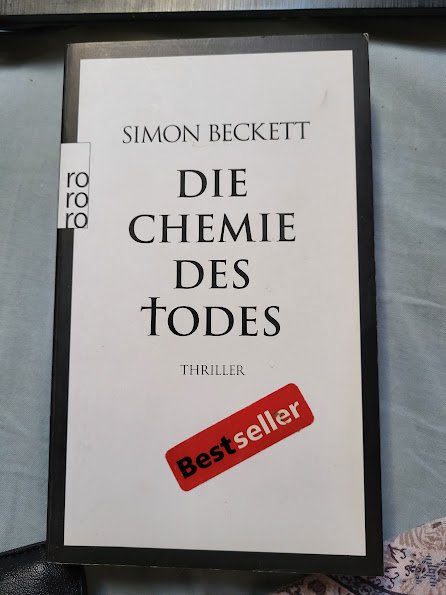 SIMON BECKETT
ro
ro
ro
DIE
CHEMIE
DES
TODES
THRILLER
Bestseller